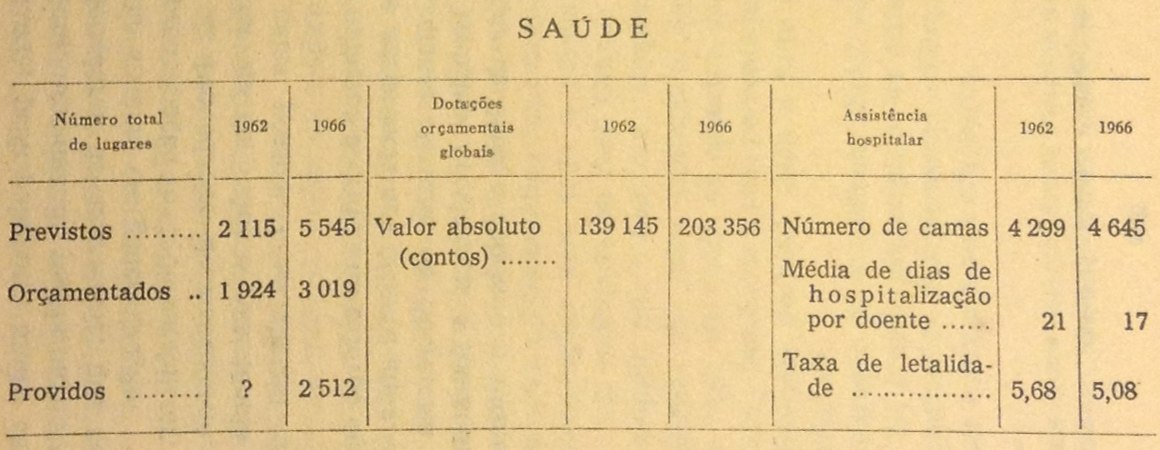 SAÚDE
Número total de lugares | 1962 | 1966 | Dotações orçamentais globais | 1962 | 1966 | Assistência hospitalar | 1962 | 1966
Previstos ......... | 2 115 | 5 545 | Valor absoluto (contos) ....... | 139 145 | 203 356 | Número de camas | 4 299 | 4 645
Orçamentados .. | 1 924 | 3 019 | Média de dias de hospitalização por doente ...... | 21 | 17
Providos ......... | ? | 2 512 | Taxa de letalida-de ................. | 5,68 | 5,08